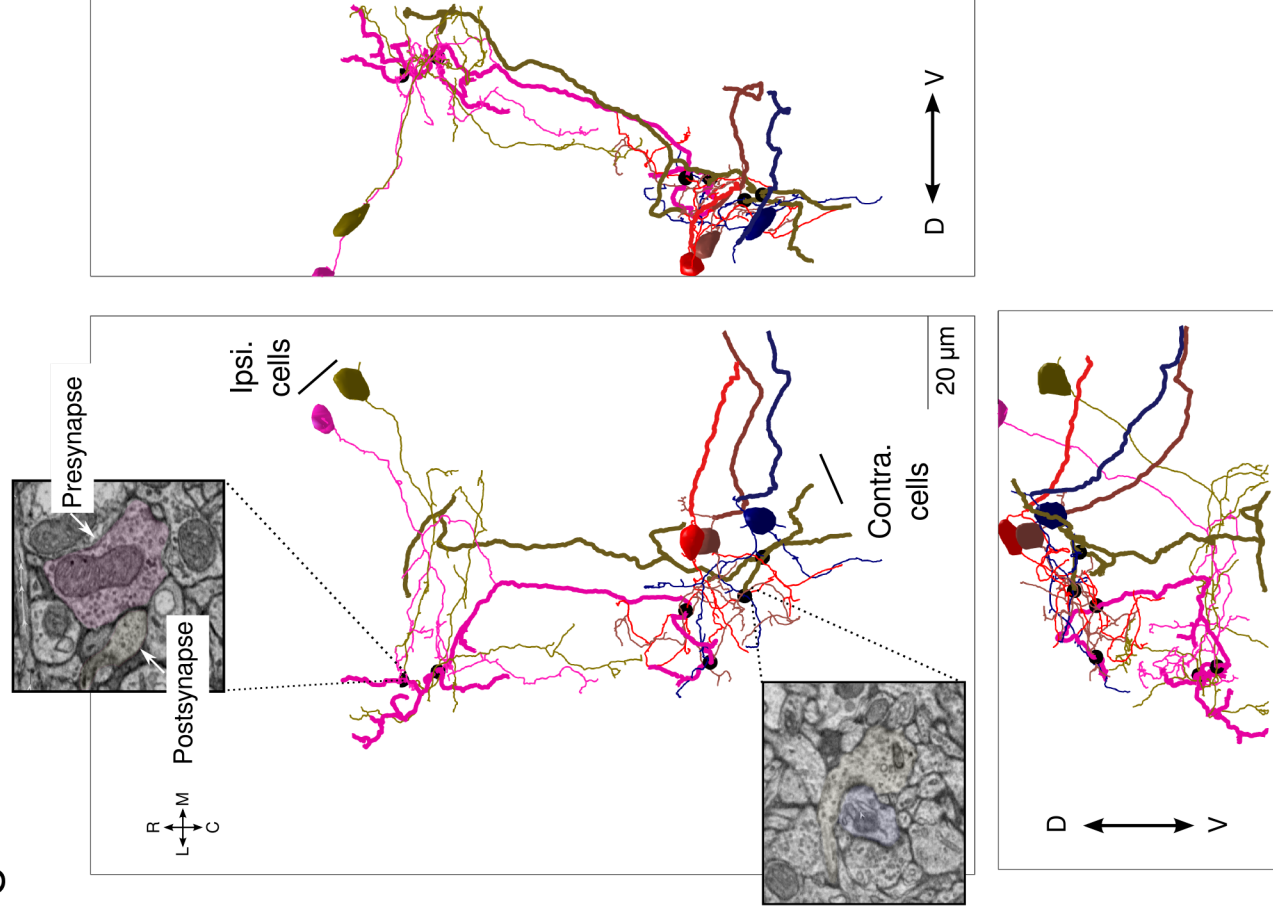 V
D
Ipsi.
cells
20 µm
Presynapse
Contra.
cells
Postsynapse
R
L M
C
D
V